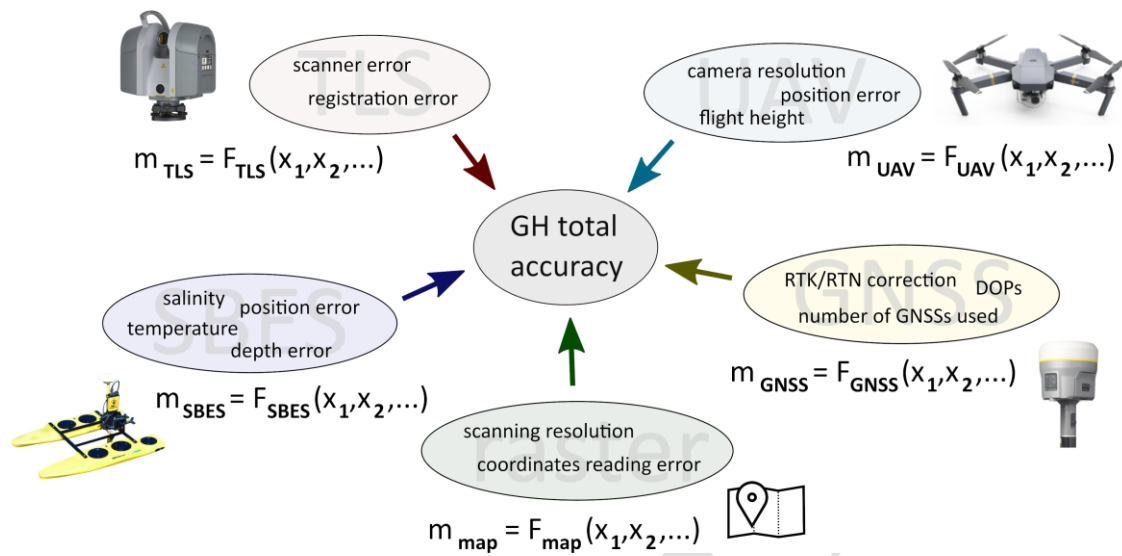 TLS
scanner error
registration error
m TLS = F TLS (x1,x2,...)
UAV
camera resolution
position error
flight height
m UAV = F UAV (x1,x2,...)
GH total
accuracy
SBES
salinity
position error
temperature
depth error
m SBES = F SBES (x1,x2,...)
GNSS
RTK/RTN correction
DOPs
number of GNSSs used
m GNSS = F GNSS (x1,x2,...)
raster
scanning resolution
coordinates reading error
m map = F map (x1,x2,...)